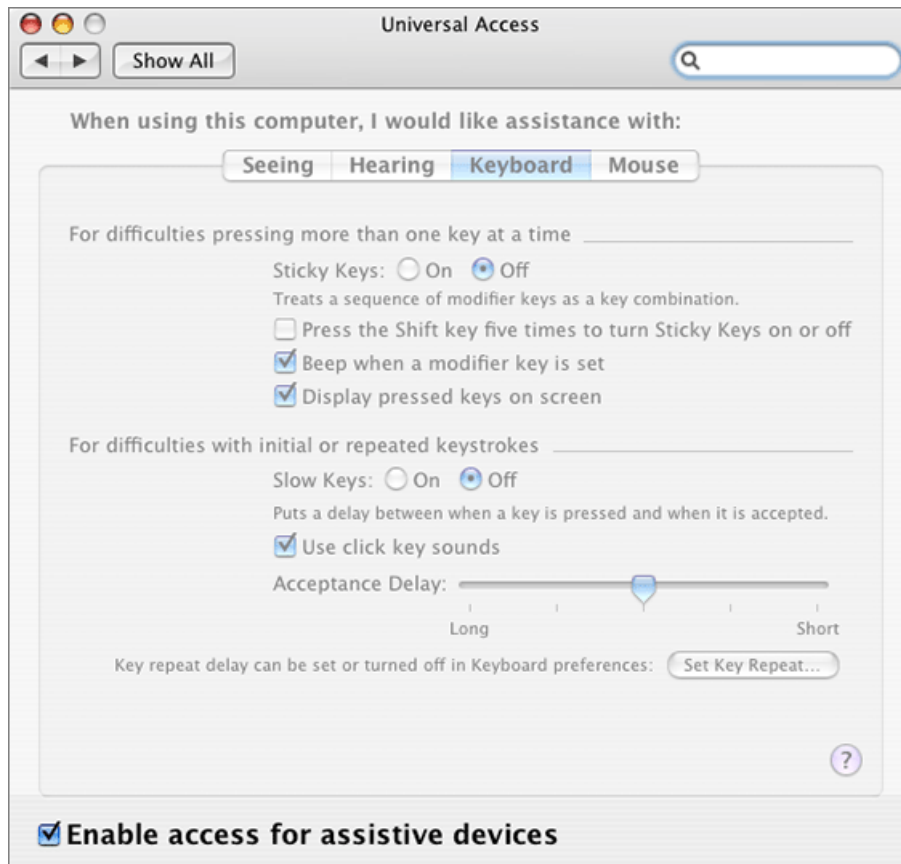 Universal Access
Show All
When using this computer, I would like assistance with:
Seeing Hearing Keyboard Mouse
For difficulties pressing more than one key at a time
Sticky Keys: On Off
Treats a sequence of modifier keys as a key combination.
Press the Shift key five times to turn Sticky Keys on or off
Beep when a modifier key is set
Display pressed keys on screen
For difficulties with initial or repeated keystrokes
Slow Keys: On Off
Puts a delay between when a key is pressed and when it is accepted.
Use click key sounds
Acceptance Delay:
Long Short
Key repeat delay can be set or turned off in Keyboard preferences: Set Key Repeat...
?
Enable access for assistive devices